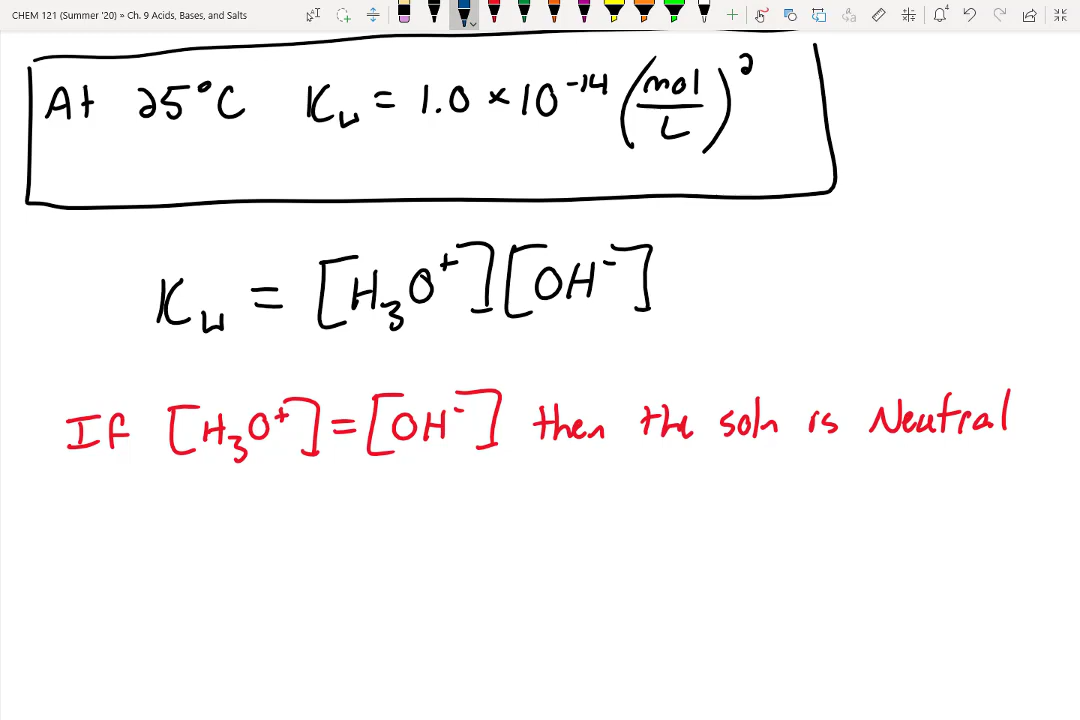 CHEM 121 (Summer '20) » Ch. 9 Acids, Bases, and Salts
At 25°C Kw = 1.0 × 10⁻¹⁴ (mol/L)²
Kw = [H₃O⁺][OH⁻]
If [H₃O⁺] = [OH⁻] then the soln is Neutral